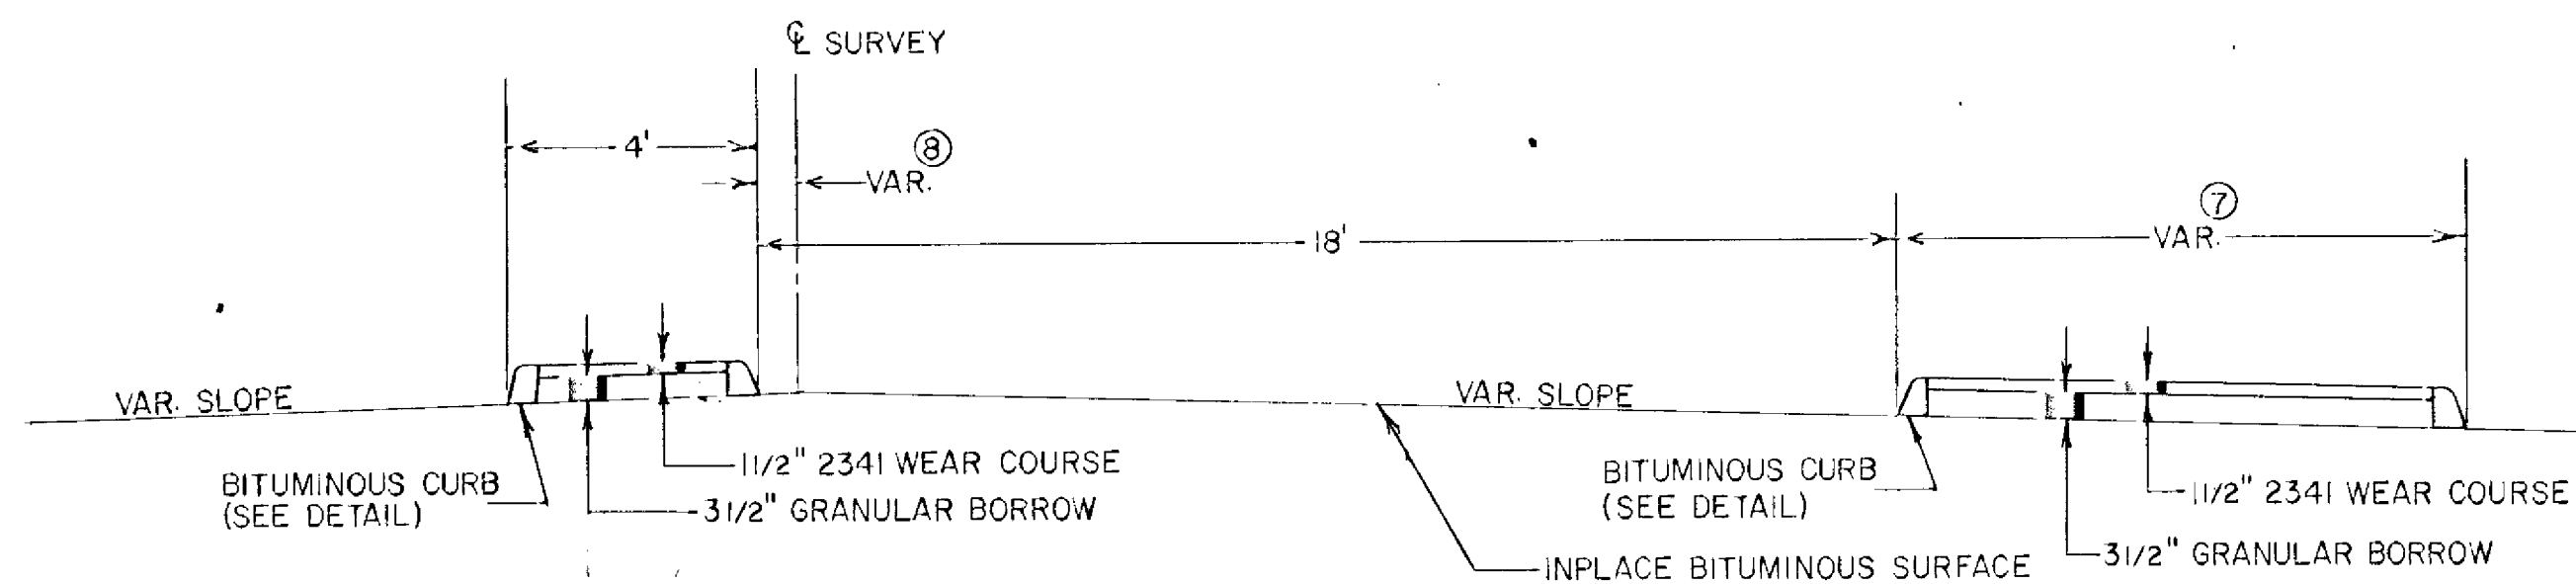 ℄ SURVEY
4'
⑧
VAR.
18'
⑦
VAR.
VAR. SLOPE
VAR. SLOPE
BITUMINOUS CURB
(SEE DETAIL)
1 1/2" 2341 WEAR COURSE
3 1/2" GRANULAR BORROW
INPLACE BITUMINOUS SURFACE
BITUMINOUS CURB
(SEE DETAIL)
1 1/2" 2341 WEAR COURSE
3 1/2" GRANULAR BORROW